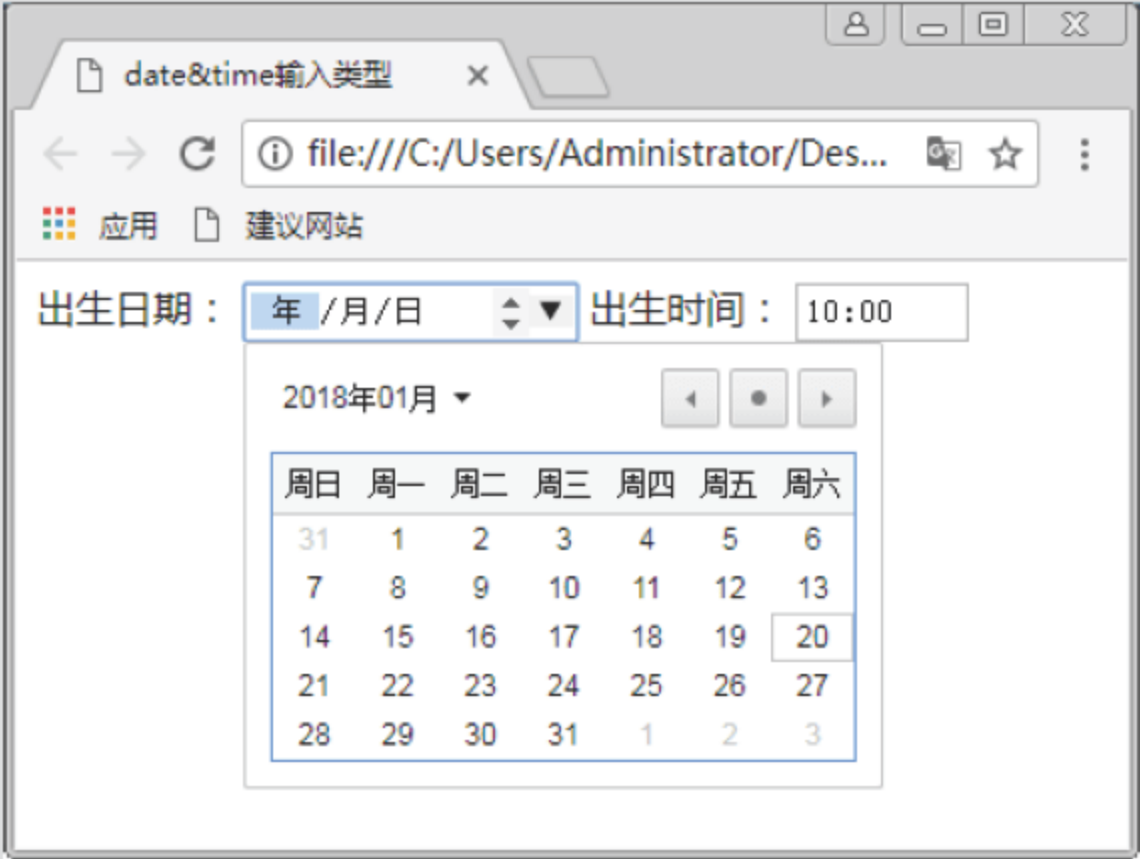 date&time输入类型
file:///C:/Users/Administrator/Des...
应用 建议网站
出生日期： 年/月/日 出生时间： 10:00
2018年01月
周日 周一 周二 周三 周四 周五 周六
31 1 2 3 4 5 6
7 8 9 10 11 12 13
14 15 16 17 18 19 20
21 22 23 24 25 26 27
28 29 30 31 1 2 3